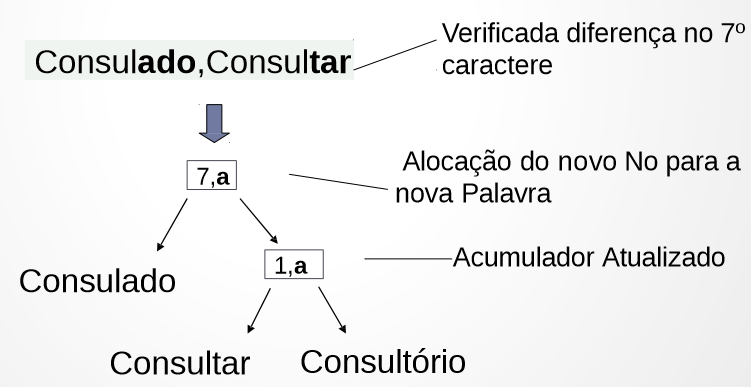 Verificada diferença no 7º
caractere
Consulado,Consultar
7,a
Alocação do novo No para a
nova Palavra
1,a
Acumulador Atualizado
Consulado
Consultar
Consultório